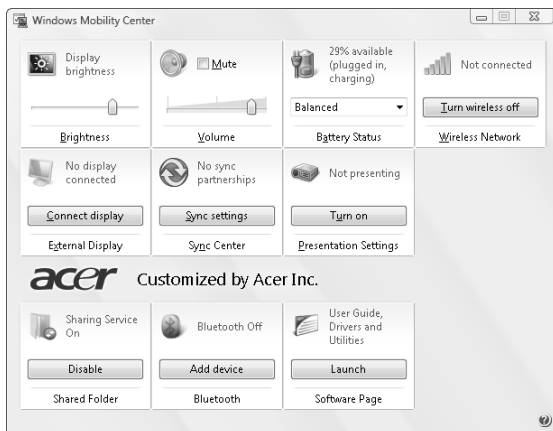 Windows Mobility Center
Display
brightness
Brightness
Mute
Volume
29% available
(plugged in,
charging)
Balanced
Battery Status
Not connected
Turn wireless off
Wireless Network
No display
connected
Connect display
External Display
No sync
partnerships
Sync settings
Sync Center
Not presenting
Turn on
Presentation Settings
acer Customized by Acer Inc.
Sharing Service
On
Disable
Shared Folder
Bluetooth Off
Add device
Bluetooth
User Guide,
Drivers and
Utilities
Launch
Software Page